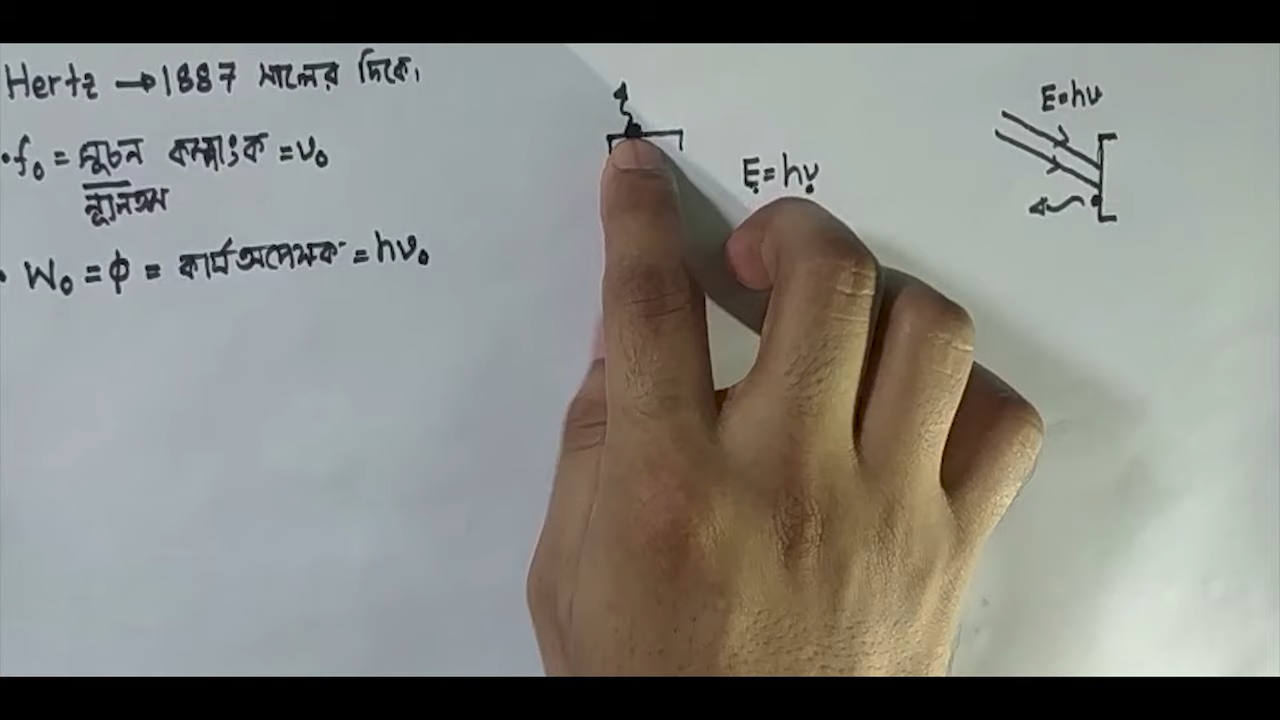 Hertz → 1887 সালের দিকে।
• f₀ = সূচন কম্পাংক = ν₀
ন্যূনতম
• W₀ = φ = কার্যঅপেক্ষক = hν₀
E = hν
E = hν